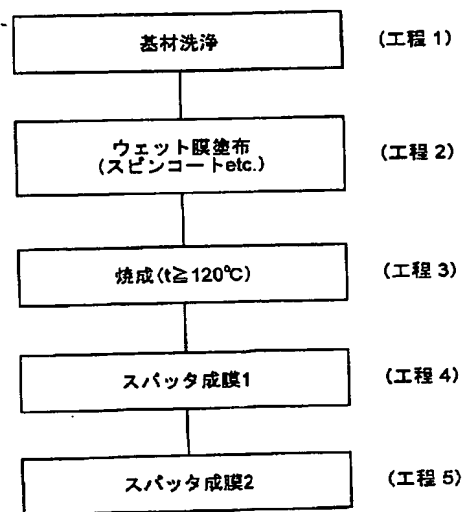 基材洗浄 (工程1)
ウェット膜塗布 (工程2)
(スピンコートetc.)
焼成(t≧120℃) (工程3)
スパッタ成膜1 (工程4)
スパッタ成膜2 (工程5)